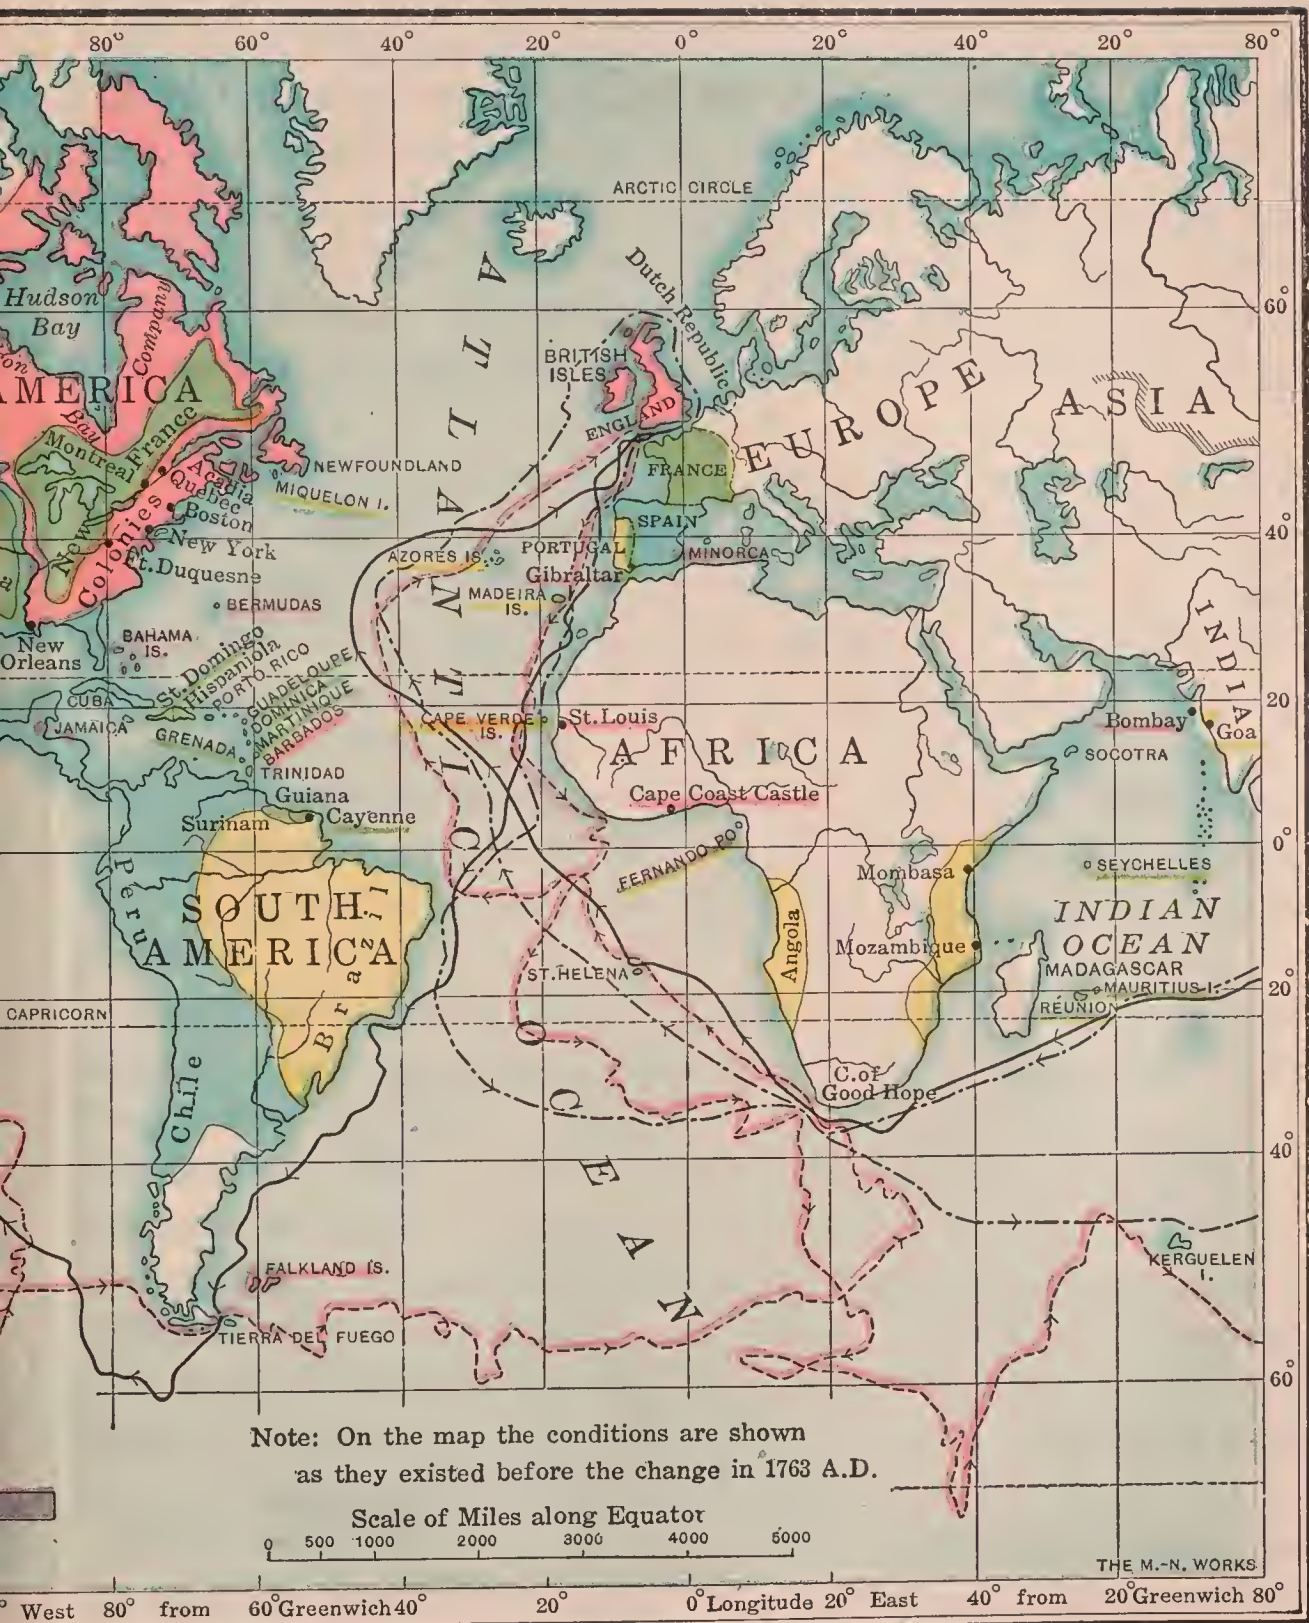 80° 60° 40° 20° 0° 20° 40° 20° 80°
ARCTIC CIRCLE
ATLANTIC OCEAN
Dutch Republic
Hudson
Bay
Company
60°
BRITISH
ISLES
ENGLAND
EUROPE
ASIA
AMERICA
Bay
Montreal
New France
FRANCE
NEWFOUNDLAND
MIQUELON I.
Acadia
Quebec
Boston
New York
Ft. Duquesne
Colonies
a
SPAIN
40°
AZORES IS.
PORTUGAL
MINORCA
Gibraltar
MADEIRA
IS.
BERMUDAS
INDIA
New
Orleans
BAHAMA
IS.
St. Domingo
Hispaniola
PORTO RICO
GUADELOUPE
DOMINICA
MARTINIQUE
BARBADOS
CUBA
JAMAICA
GRENADA
20°
CAPE VERDE
IS.
St. Louis
AFRICA
Bombay
Goa
SOCOTRA
TRINIDAD
Guiana
Cayenne
Surinam
Cape Coast Castle
FERNANDO PO
0°
Peru
SOUTH
AMERICA
Brazil
Mombasa
SEYCHELLES
Angola
Mozambique
INDIAN
OCEAN
ST. HELENA
MADAGASCAR
MAURITIUS I.
RÉUNION
20°
CAPRICORN
Chile
C. of
Good Hope
40°
FALKLAND IS.
KERGUELEN
I.
TIERRA DEL FUEGO
60°
Note: On the map the conditions are shown
as they existed before the change in 1763 A.D.
Scale of Miles along Equator
0 500 1000 2000 3000 4000 5000
THE M.-N. WORKS
° West 80° from 60° Greenwich 40° 20° 0° Longitude 20° East 40° from 20° Greenwich 80°